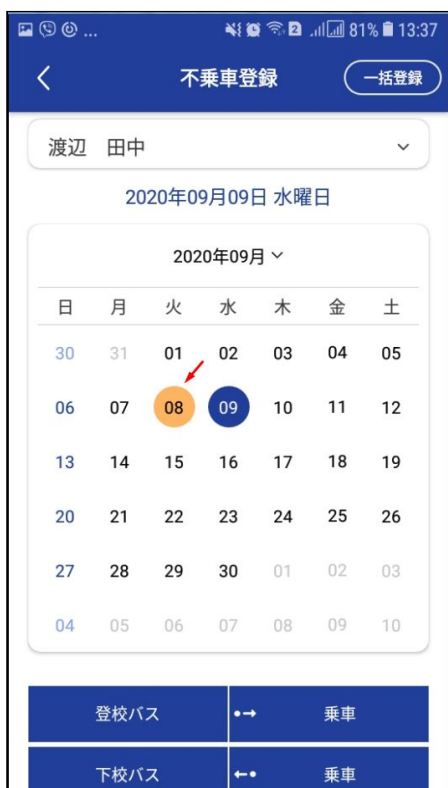 ... 2 81% 13:37
不乗車登録 一括登録
渡辺 田中
2020年09月09日 水曜日
2020年09月
日 月 火 水 木 金 土
30 31 01 02 03 04 05
06 07 08 09 10 11 12
13 14 15 16 17 18 19
20 21 22 23 24 25 26
27 28 29 30 01 02 03
04 05 06 07 08 09 10
登校バス 乗車
下校バス 乗車